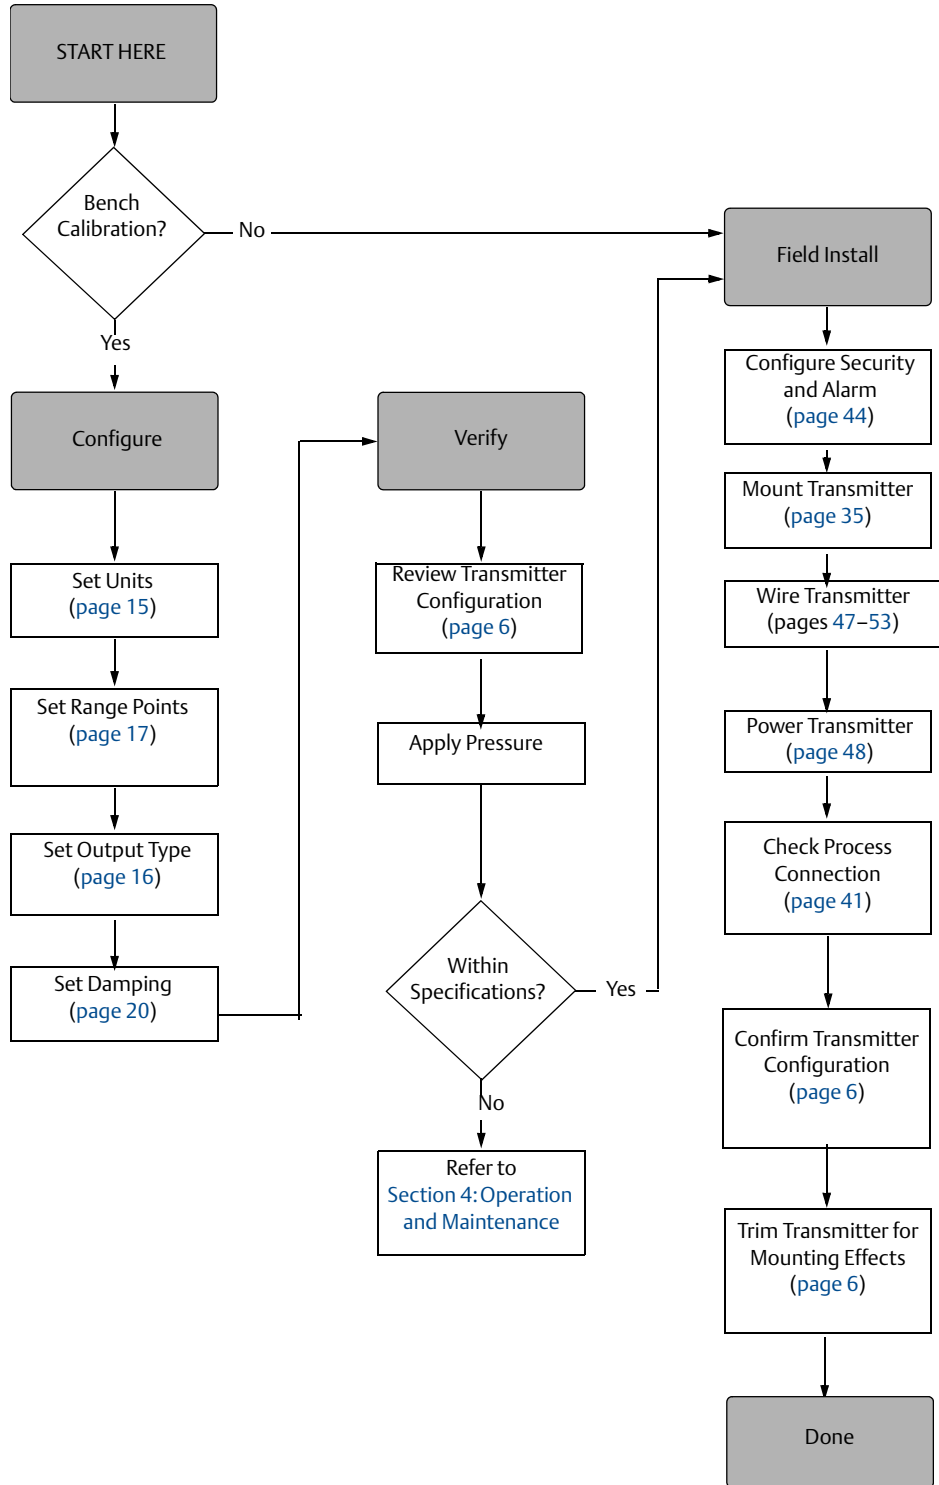 START HERE
Bench
Calibration?
No
Yes
Configure
Set Units
(page 15)
Set Range Points
(page 17)
Set Output Type
(page 16)
Set Damping
(page 20)
Verify
Review Transmitter
Configuration
(page 6)
Apply Pressure
Within
Specifications?
Yes
No
Refer to
Section 4: Operation
and Maintenance
Field Install
Configure Security
and Alarm
(page 44)
Mount Transmitter
(page 35)
Wire Transmitter
(pages 47–53)
Power Transmitter
(page 48)
Check Process
Connection
(page 41)
Confirm Transmitter
Configuration
(page 6)
Trim Transmitter for
Mounting Effects
(page 6)
Done